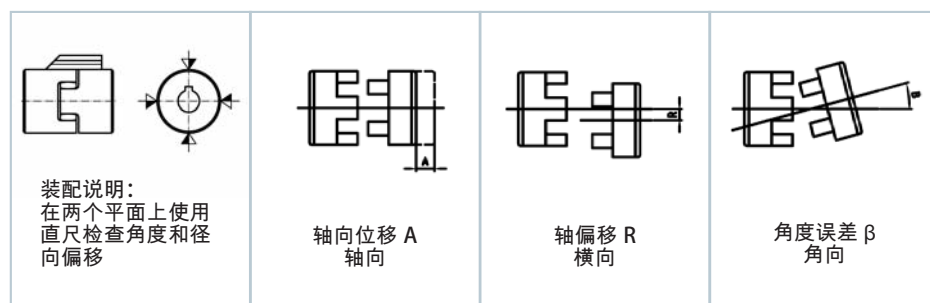 装配说明：
在两个平面上使用
直尺检查角度和径
向偏移
A
轴向位移 A
轴向
R
轴偏移 R
横向
β
角度误差 β
角向